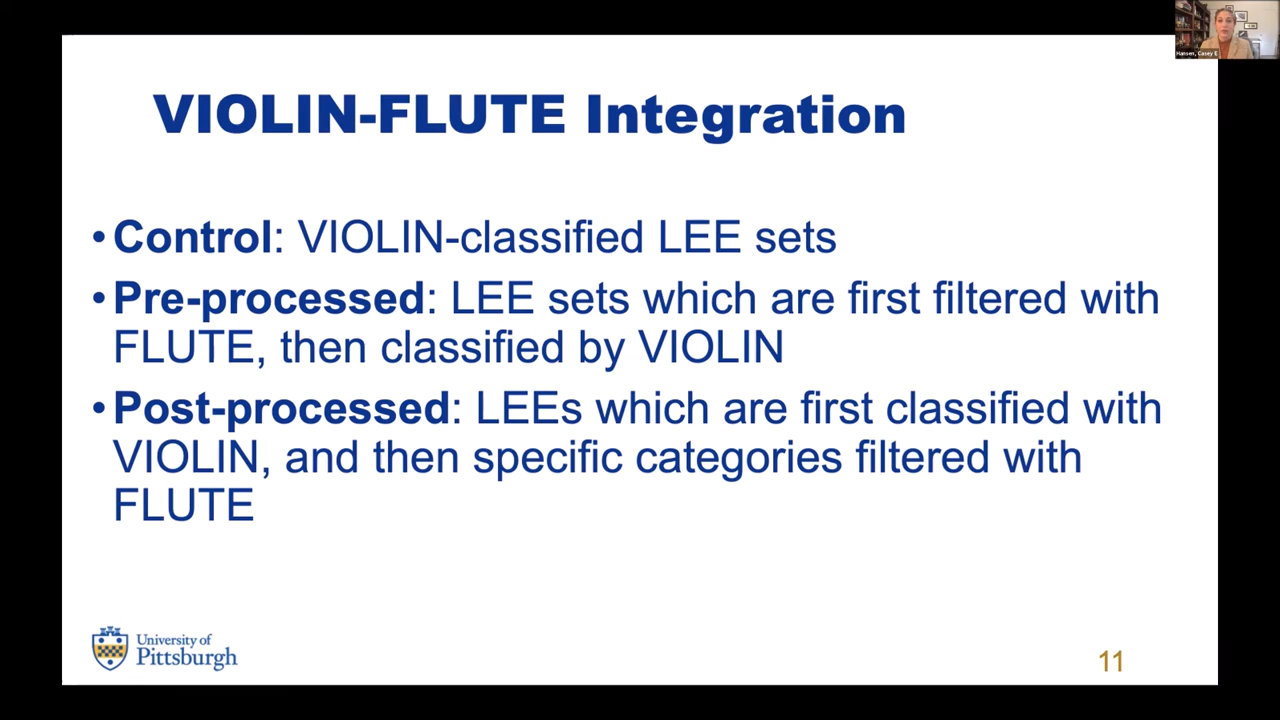 Hansen, Casey E
VIOLIN-FLUTE Integration
•Control: VIOLIN-classified LEE sets
•Pre-processed: LEE sets which are first filtered with
FLUTE, then classified by VIOLIN
•Post-processed: LEEs which are first classified with
VIOLIN, and then specific categories filtered with
FLUTE
University of
Pittsburgh
11